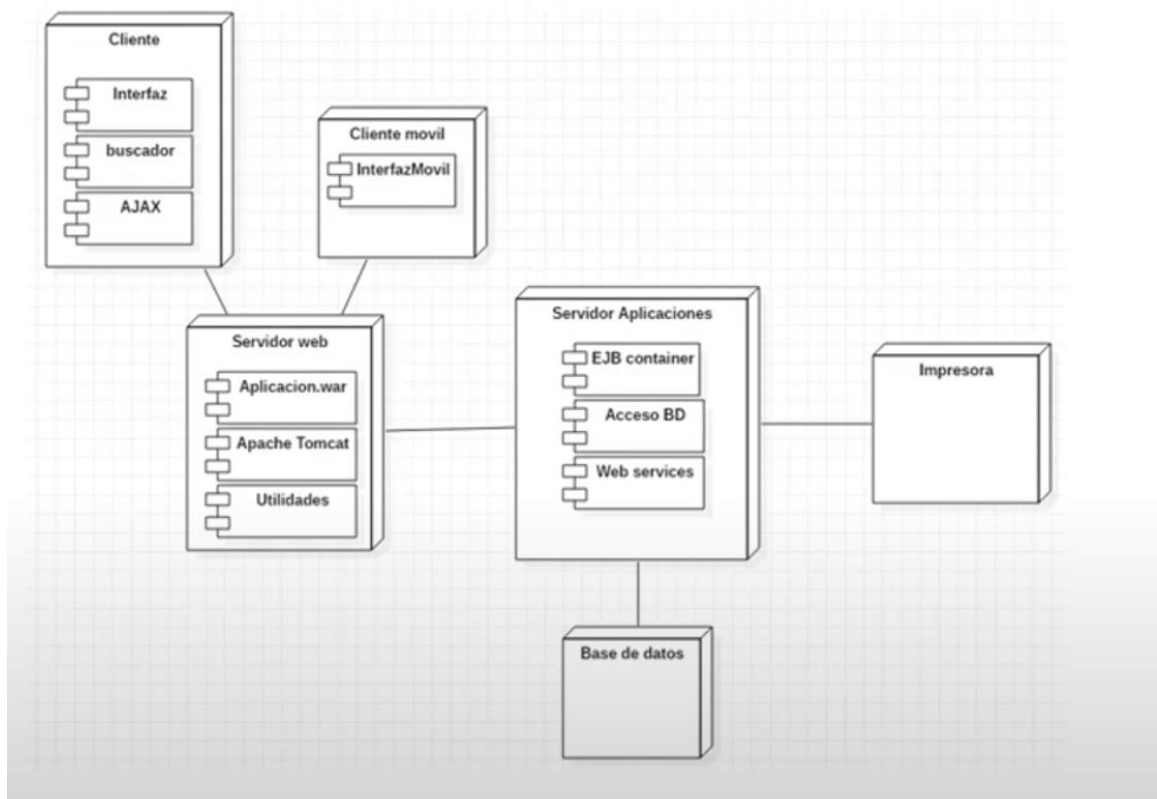 Cliente
Interfaz
buscador
AJAX
Cliente movil
InterfazMovil
Servidor web
Aplicacion.war
Apache Tomcat
Utilidades
Servidor Aplicaciones
EJB container
Acceso BD
Web services
Impresora
Base de datos